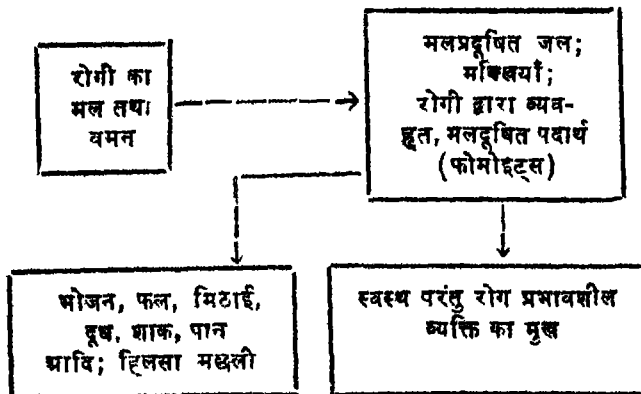 रोगी का
मल तथा
वमन
मलप्रदूषित जल;
मक्खियाँ;
रोगी द्वारा व्यव-
हृत, मलदूषित पदार्थ
(फोमोइट्स)
भोजन, फल, मिठाई,
दूध, शाक, पान
आदि; हिलसा मछली
स्वस्थ परंतु रोग प्रभावशील
व्यक्ति का मुख